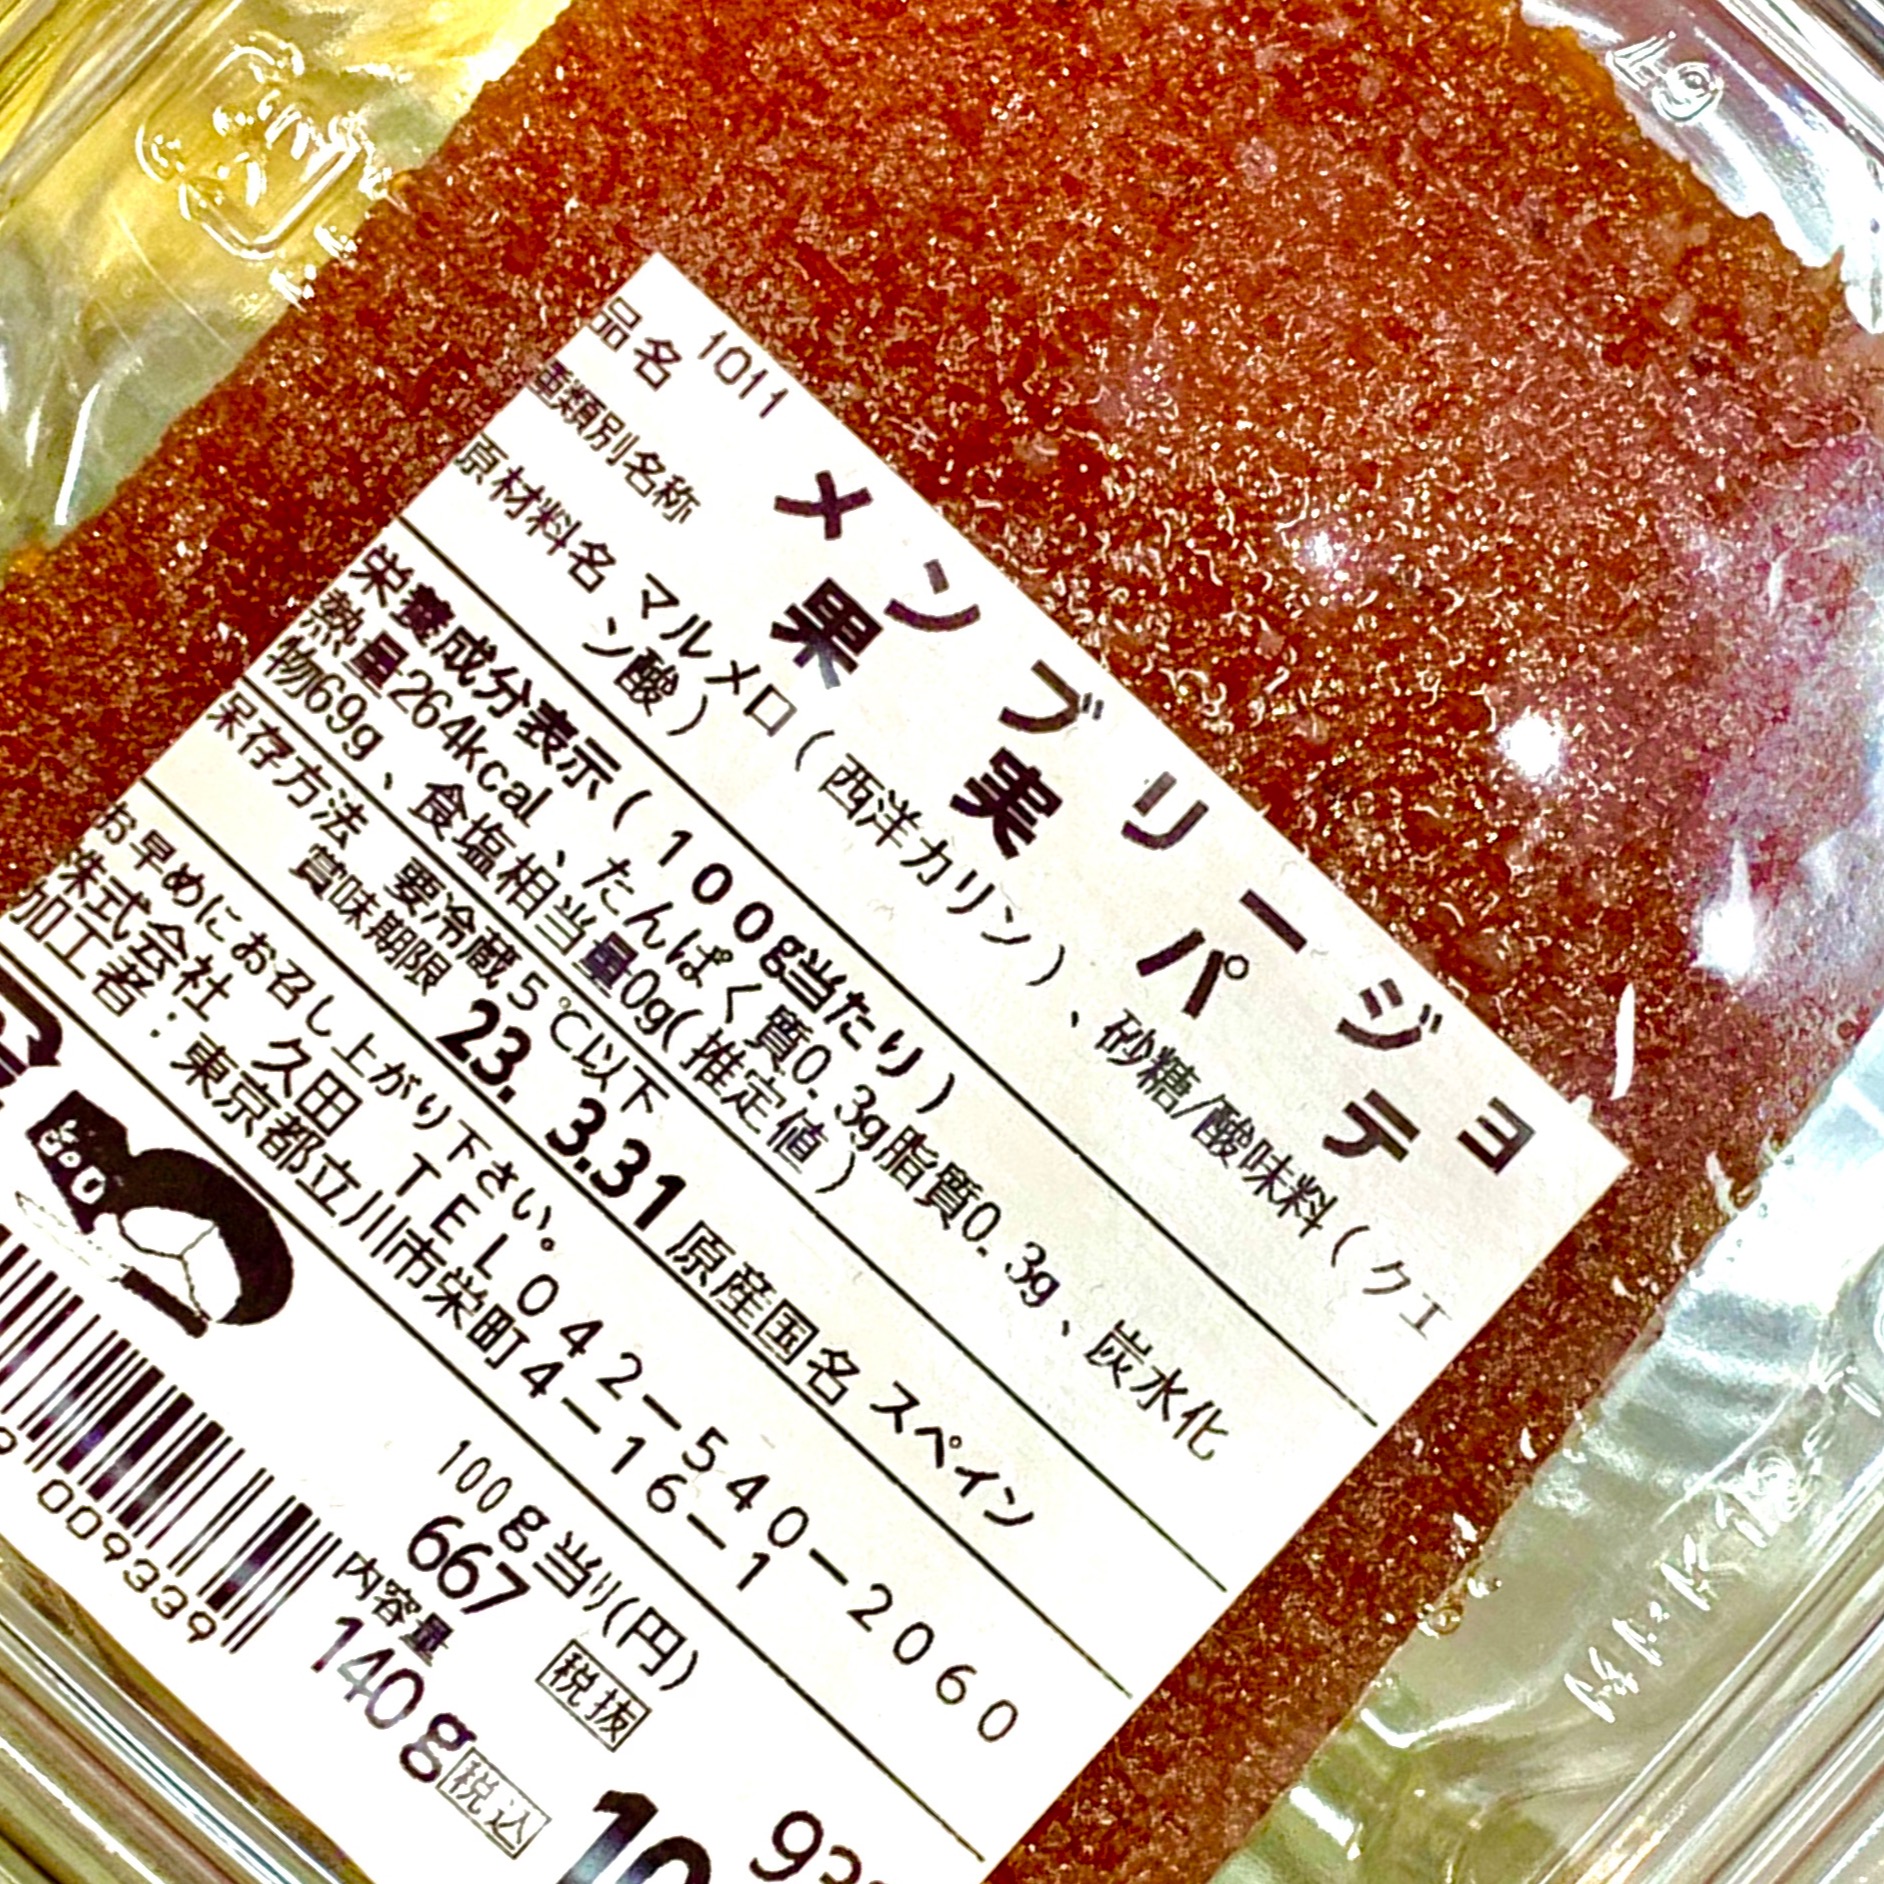 品名 1011 メンブリージョ
種類別名称 果実パテ
原材料名 マルメロ(西洋カリン)、砂糖/酸味料(クエ
ン酸)
栄養成分表示(100g当たり)
熱量264kcal、たんぱく質0.3g脂質0.3g、炭水化
物69g、食塩相当量0g(推定値)
保存方法 要冷蔵5℃以下
賞味期限 23. 3.31 原産国名 スペイン
お早めにお召し上がり下さい。
株式会社 久田 TEL042-540-2060
加工者:東京都立川市栄町4-16-1
100g当り(円)
667 税抜
内容量
140g 税込
009339